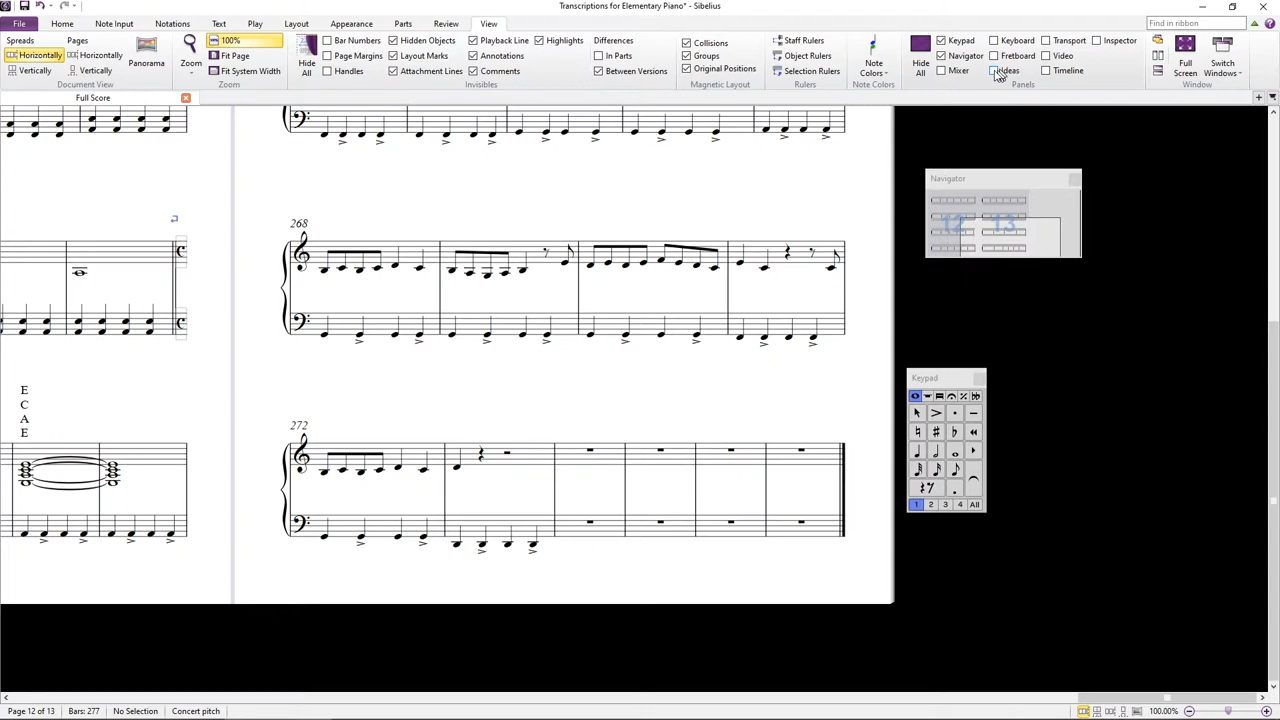 Transcriptions for Elementary Piano* - Sibelius
File Home Note Input Notations Text Play Layout Appearance Parts Review View Find in ribbon
Spreads Pages 100% Bar Numbers Hidden Objects Playback Line Highlights Differences Collisions Staff Rulers Keypad Keyboard Transport Inspector
Horizontally Horizontally Fit Page Page Margins Layout Marks Annotations In Parts Groups Object Rulers Navigator Fretboard Video
Vertically Vertically Panorama Zoom Fit System Width Hide All Handles Attachment Lines Comments Between Versions Original Positions Selection Rulers Note Colors Hide All Mixer Ideas Timeline Full Screen Switch Windows
Document View Zoom Invisibles Magnetic Layout Rulers Note Colors Panels Window
Full Score
Navigator
12 13
268
Keypad
1 2 3 4 All
E
C
A
E
272
Page 12 of 13 Bars: 277 No Selection Concert pitch 100.00%